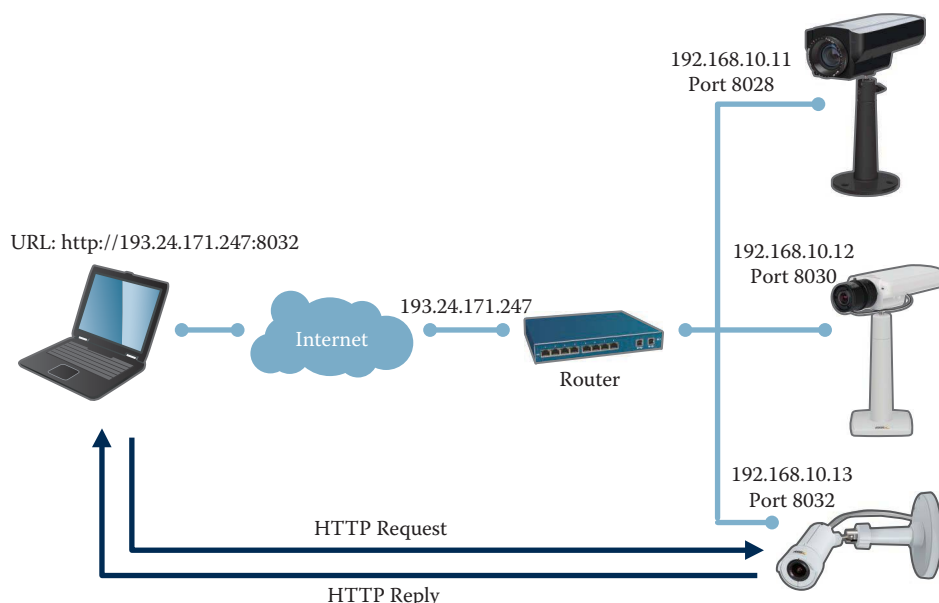 192.168.10.11
Port 8028
URL: http://193.24.171.247:8032
192.168.10.12
Port 8030
193.24.171.247
Internet
Router
192.168.10.13
Port 8032
HTTP Request
HTTP Reply